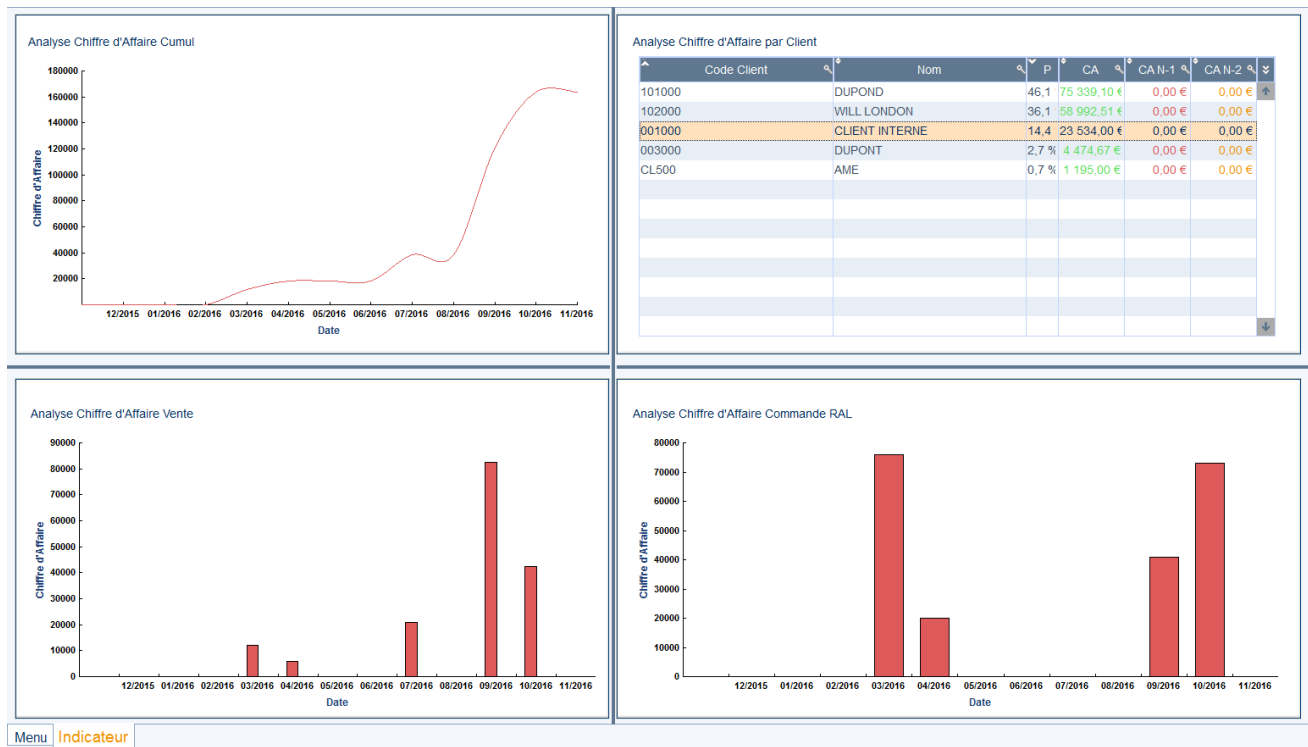 Analyse Chiffre d'Affaire Cumul
180000
160000
140000
120000
100000
80000
60000
40000
20000
Chiffre d'Affaire
12/2015 01/2016 02/2016 03/2016 04/2016 05/2016 06/2016 07/2016 08/2016 09/2016 10/2016 11/2016
Date
Analyse Chiffre d'Affaire par Client
Code Client Nom P CA CA N-1 CA N-2
101000 DUPOND 46,1 75 339,10 € 0,00 € 0,00 €
102000 WILL LONDON 36,1 58 992,51 € 0,00 € 0,00 €
001000 CLIENT INTERNE 14,4 23 534,00 € 0,00 € 0,00 €
003000 DUPONT 2,7 % 4 474,67 € 0,00 € 0,00 €
CL500 AME 0,7 % 1 195,00 € 0,00 € 0,00 €
Analyse Chiffre d'Affaire Vente
90000
80000
70000
60000
50000
40000
30000
20000
10000
0
Chiffre d'Affaire
12/2015 01/2016 02/2016 03/2016 04/2016 05/2016 06/2016 07/2016 08/2016 09/2016 10/2016 11/2016
Date
Analyse Chiffre d'Affaire Commande RAL
80000
70000
60000
50000
40000
30000
20000
10000
0
Chiffre d'Affaire
12/2015 01/2016 02/2016 03/2016 04/2016 05/2016 06/2016 07/2016 08/2016 09/2016 10/2016 11/2016
Date
Menu Indicateur